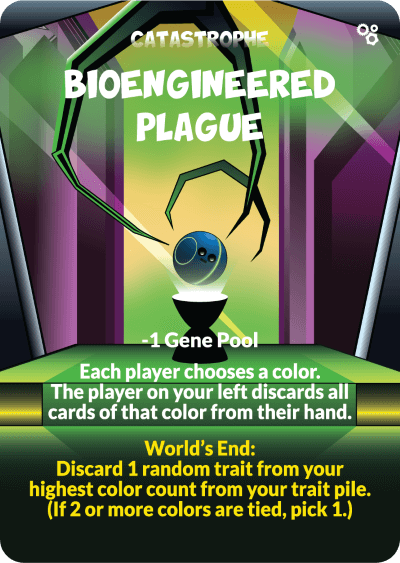 CATASTROPHE
BIOENGINEERED
PLAGUE
-1 Gene Pool
Each player chooses a color.
The player on your left discards all
cards of that color from their hand.
World's End:
Discard 1 random trait from your
highest color count from your trait pile.
(If 2 or more colors are tied, pick 1.)